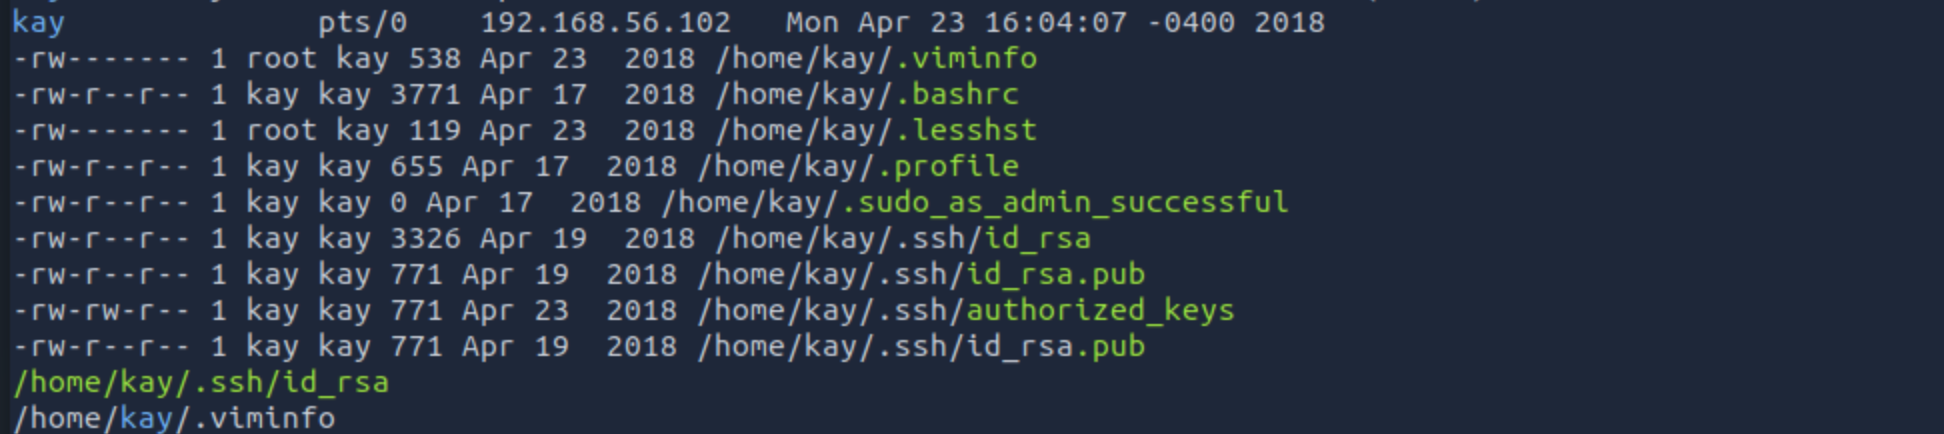 kay pts/0 192.168.56.102 Mon Apr 23 16:04:07 -0400 2018
-rw------- 1 root kay 538 Apr 23 2018 /home/kay/.viminfo
-rw-r--r-- 1 kay kay 3771 Apr 17 2018 /home/kay/.bashrc
-rw------- 1 root kay 119 Apr 23 2018 /home/kay/.lesshst
-rw-r--r-- 1 kay kay 655 Apr 17 2018 /home/kay/.profile
-rw-r--r-- 1 kay kay 0 Apr 17 2018 /home/kay/.sudo_as_admin_successful
-rw-r--r-- 1 kay kay 3326 Apr 19 2018 /home/kay/.ssh/id_rsa
-rw-r--r-- 1 kay kay 771 Apr 19 2018 /home/kay/.ssh/id_rsa.pub
-rw-rw-r-- 1 kay kay 771 Apr 23 2018 /home/kay/.ssh/authorized_keys
-rw-r--r-- 1 kay kay 771 Apr 19 2018 /home/kay/.ssh/id_rsa.pub
/home/kay/.ssh/id_rsa
/home/kay/.viminfo